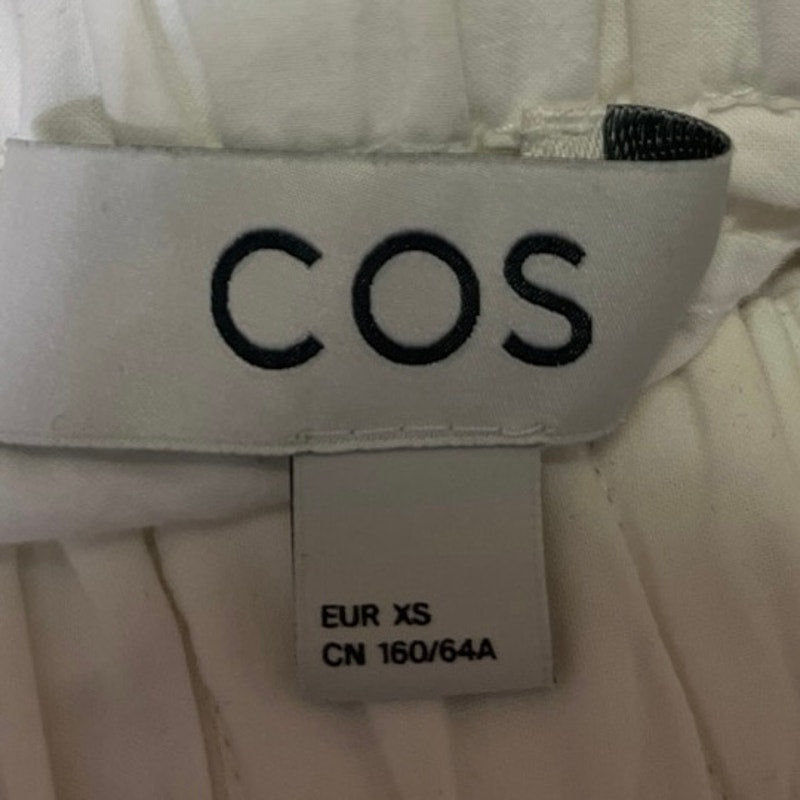 COS
EUR XS
CN 160/64A